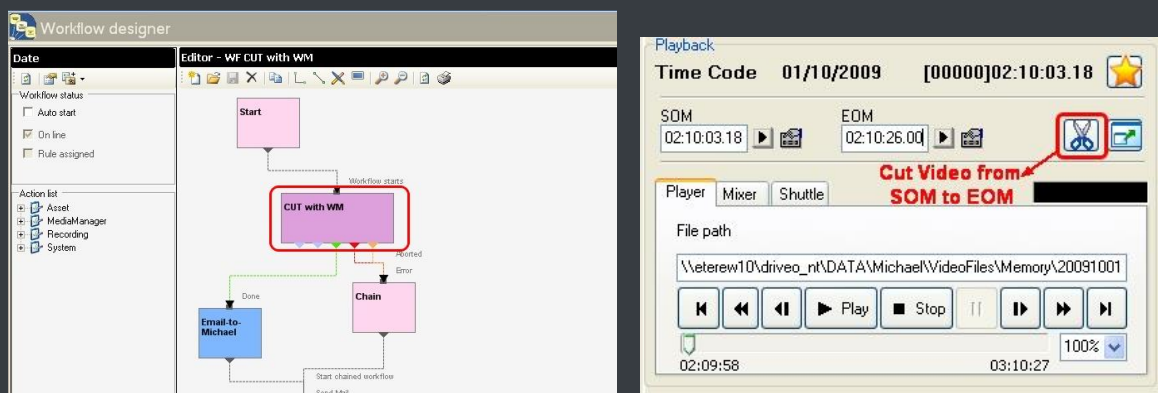 Workflow designer
Date
Workflow status
Auto start
On line
Rule assigned
Action list
Asset
MediaManager
Recording
System
Editor - WF CUT with WM
Start
Workflow starts
CUT with WM
Aborted
Error
Done
Chain
Email-to-
Michael
Start chained workflow
Send Mail
Playback
Time Code 01/10/2009 [00000]02:10:03.18
SOM EOM
02:10:03.18 02:10:26.00
Cut Video from
SOM to EOM
Player Mixer Shuttle
File path
\\eterew10\driveo_nt\DATA\Michael\VideoFiles\Memory\20091001
Play Stop
100%
02:09:58 03:10:27